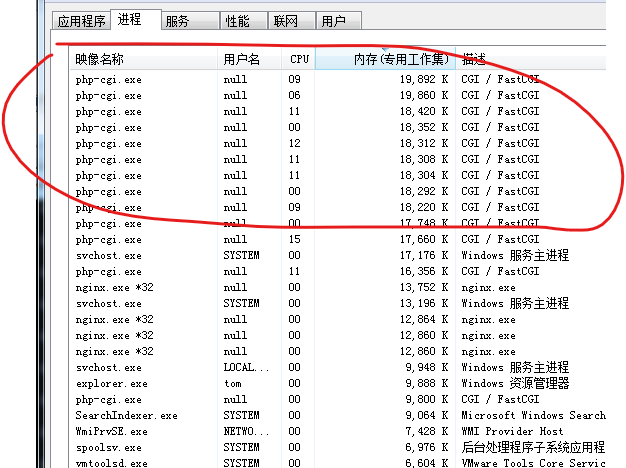 应用程序 进程 服务 性能 联网 用户
映像名称 用户名 CPU 内存(专用工作集) 描述
php-cgi.exe null 09 19,892 K CGI / FastCGI
php-cgi.exe null 06 19,860 K CGI / FastCGI
php-cgi.exe null 11 18,420 K CGI / FastCGI
php-cgi.exe null 00 18,352 K CGI / FastCGI
php-cgi.exe null 12 18,312 K CGI / FastCGI
php-cgi.exe null 11 18,308 K CGI / FastCGI
php-cgi.exe null 11 18,304 K CGI / FastCGI
php-cgi.exe null 00 18,292 K CGI / FastCGI
php-cgi.exe null 09 18,220 K CGI / FastCGI
php-cgi.exe null 00 17,748 K CGI / FastCGI
php-cgi.exe null 15 17,660 K CGI / FastCGI
svchost.exe SYSTEM 00 17,176 K Windows 服务主进程
php-cgi.exe null 11 16,356 K CGI / FastCGI
nginx.exe *32 null 00 13,752 K nginx.exe
svchost.exe SYSTEM 00 13,196 K Windows 服务主进程
nginx.exe *32 null 00 12,864 K nginx.exe
nginx.exe *32 null 00 12,860 K nginx.exe
nginx.exe *32 null 00 12,860 K nginx.exe
svchost.exe LOCAL... 00 9,948 K Windows 服务主进程
explorer.exe tom 00 9,888 K Windows 资源管理器
php-cgi.exe null 00 9,800 K CGI / FastCGI
SearchIndexer.exe SYSTEM 00 9,064 K Microsoft Windows Search
WmiPrvSE.exe NETWO... 00 7,428 K WMI Provider Host
spoolsv.exe SYSTEM 00 6,976 K 后台处理程序子系统应用程
vmtoolsd.exe SYSTEM 00 6,604 K VMware Tools Core Servic